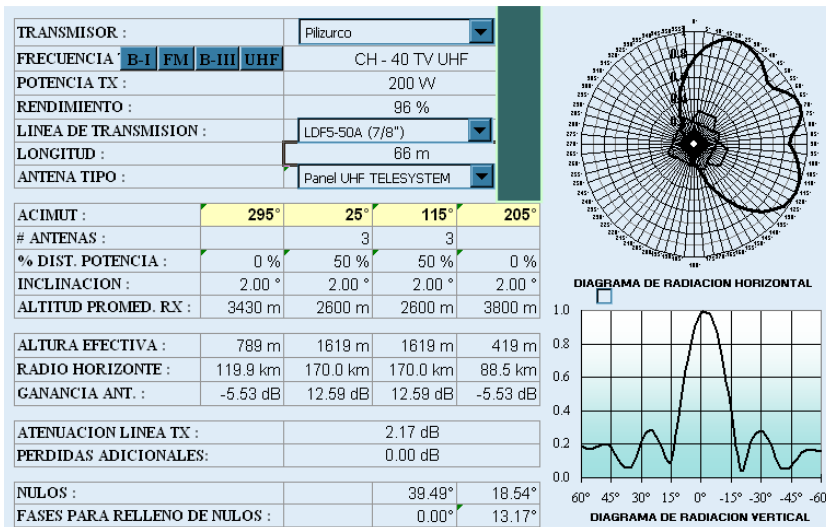 TRANSMISOR : Pilizurco
FRECUENCIA B-I FM B-III UHF CH - 40 TV UHF
POTENCIA TX : 200 W
RENDIMIENTO : 96 %
LINEA DE TRANSMISION : LDF5-50A (7/8")
LONGITUD : 66 m
ANTENA TIPO : Panel UHF TELESYSTEM
ACIMUT : 295° 25° 115° 205°
# ANTENAS : 3 3
% DIST. POTENCIA : 0 % 50 % 50 % 0 %
INCLINACION : 2.00 ° 2.00 ° 2.00 ° 2.00 °
ALTITUD PROMED. RX : 3430 m 2600 m 2600 m 3800 m
ALTURA EFECTIVA : 789 m 1619 m 1619 m 419 m
RADIO HORIZONTE : 119.9 km 170.0 km 170.0 km 88.5 km
GANANCIA ANT. : -5.53 dB 12.59 dB 12.59 dB -5.53 dB
ATENUACION LINEA TX : 2.17 dB
PERDIDAS ADICIONALES: 0.00 dB
NULOS : 39.49° 18.54°
FASES PARA RELLENO DE NULOS : 0.00° 13.17°
DIAGRAMA DE RADIACION HORIZONTAL
1.0
0.8
0.6
0.4
0.2
0.0
60° 45° 30° 15° 0° -15° -30° -45° -60
DIAGRAMA DE RADIACION VERTICAL